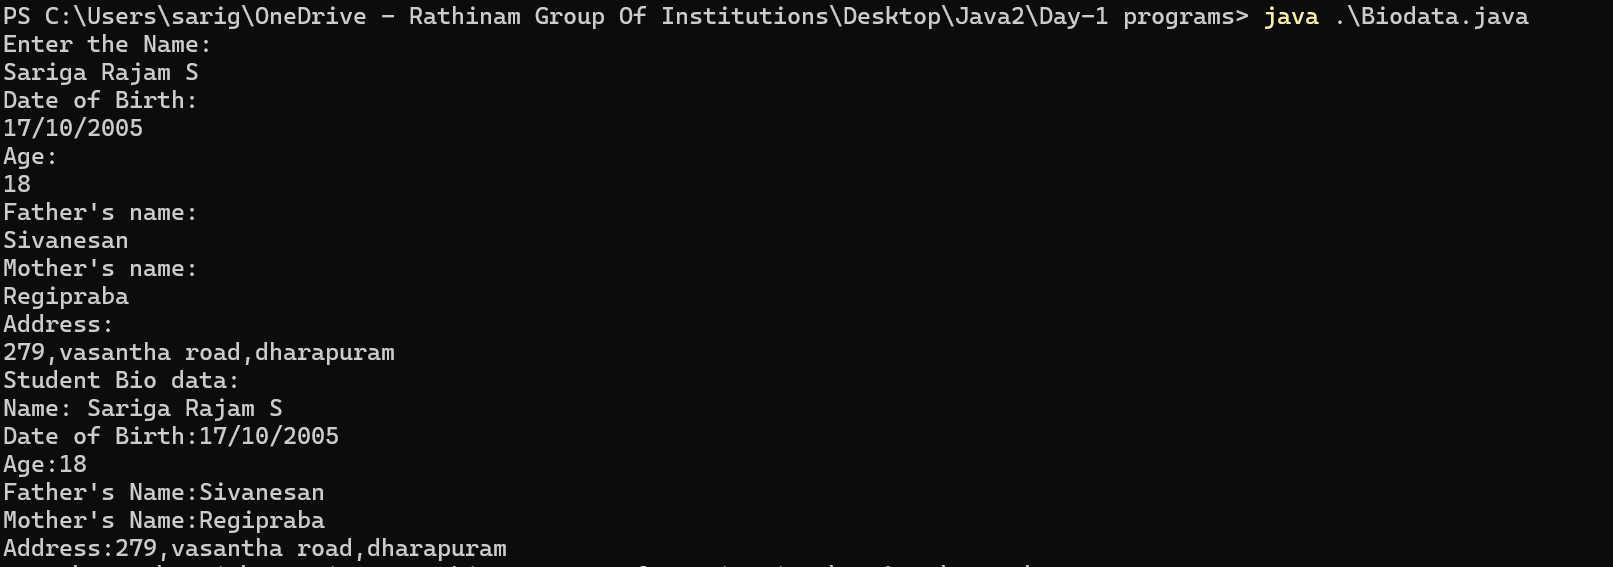 PS C:\Users\sarig\OneDrive - Rathinam Group Of Institutions\Desktop\Java2\Day-1 programs> java .\Biodata.java
Enter the Name:
Sariga Rajam S
Date of Birth:
17/10/2005
Age:
18
Father's name:
Sivanesan
Mother's name:
Regipraba
Address:
279,vasantha road,dharapuram
Student Bio data:
Name: Sariga Rajam S
Date of Birth:17/10/2005
Age:18
Father's Name:Sivanesan
Mother's Name:Regipraba
Address:279,vasantha road,dharapuram